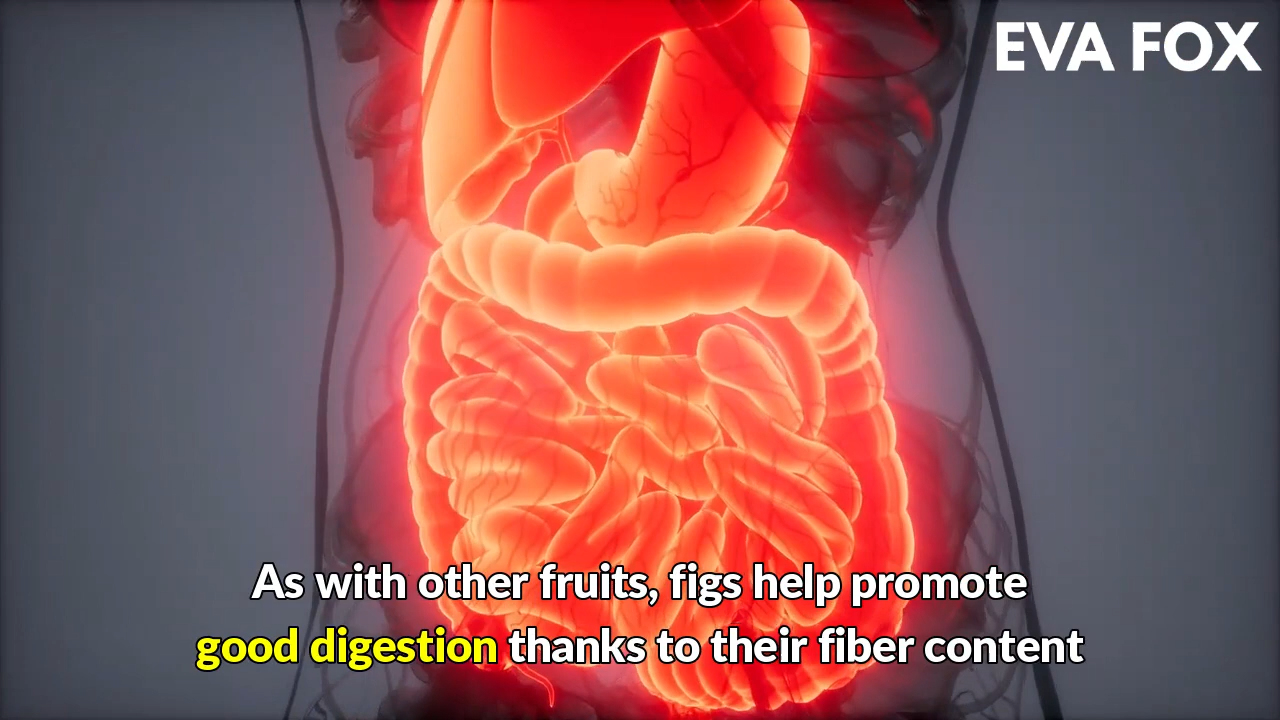 EVA FOX
As with other fruits, figs help promote
good digestion thanks to their fiber content